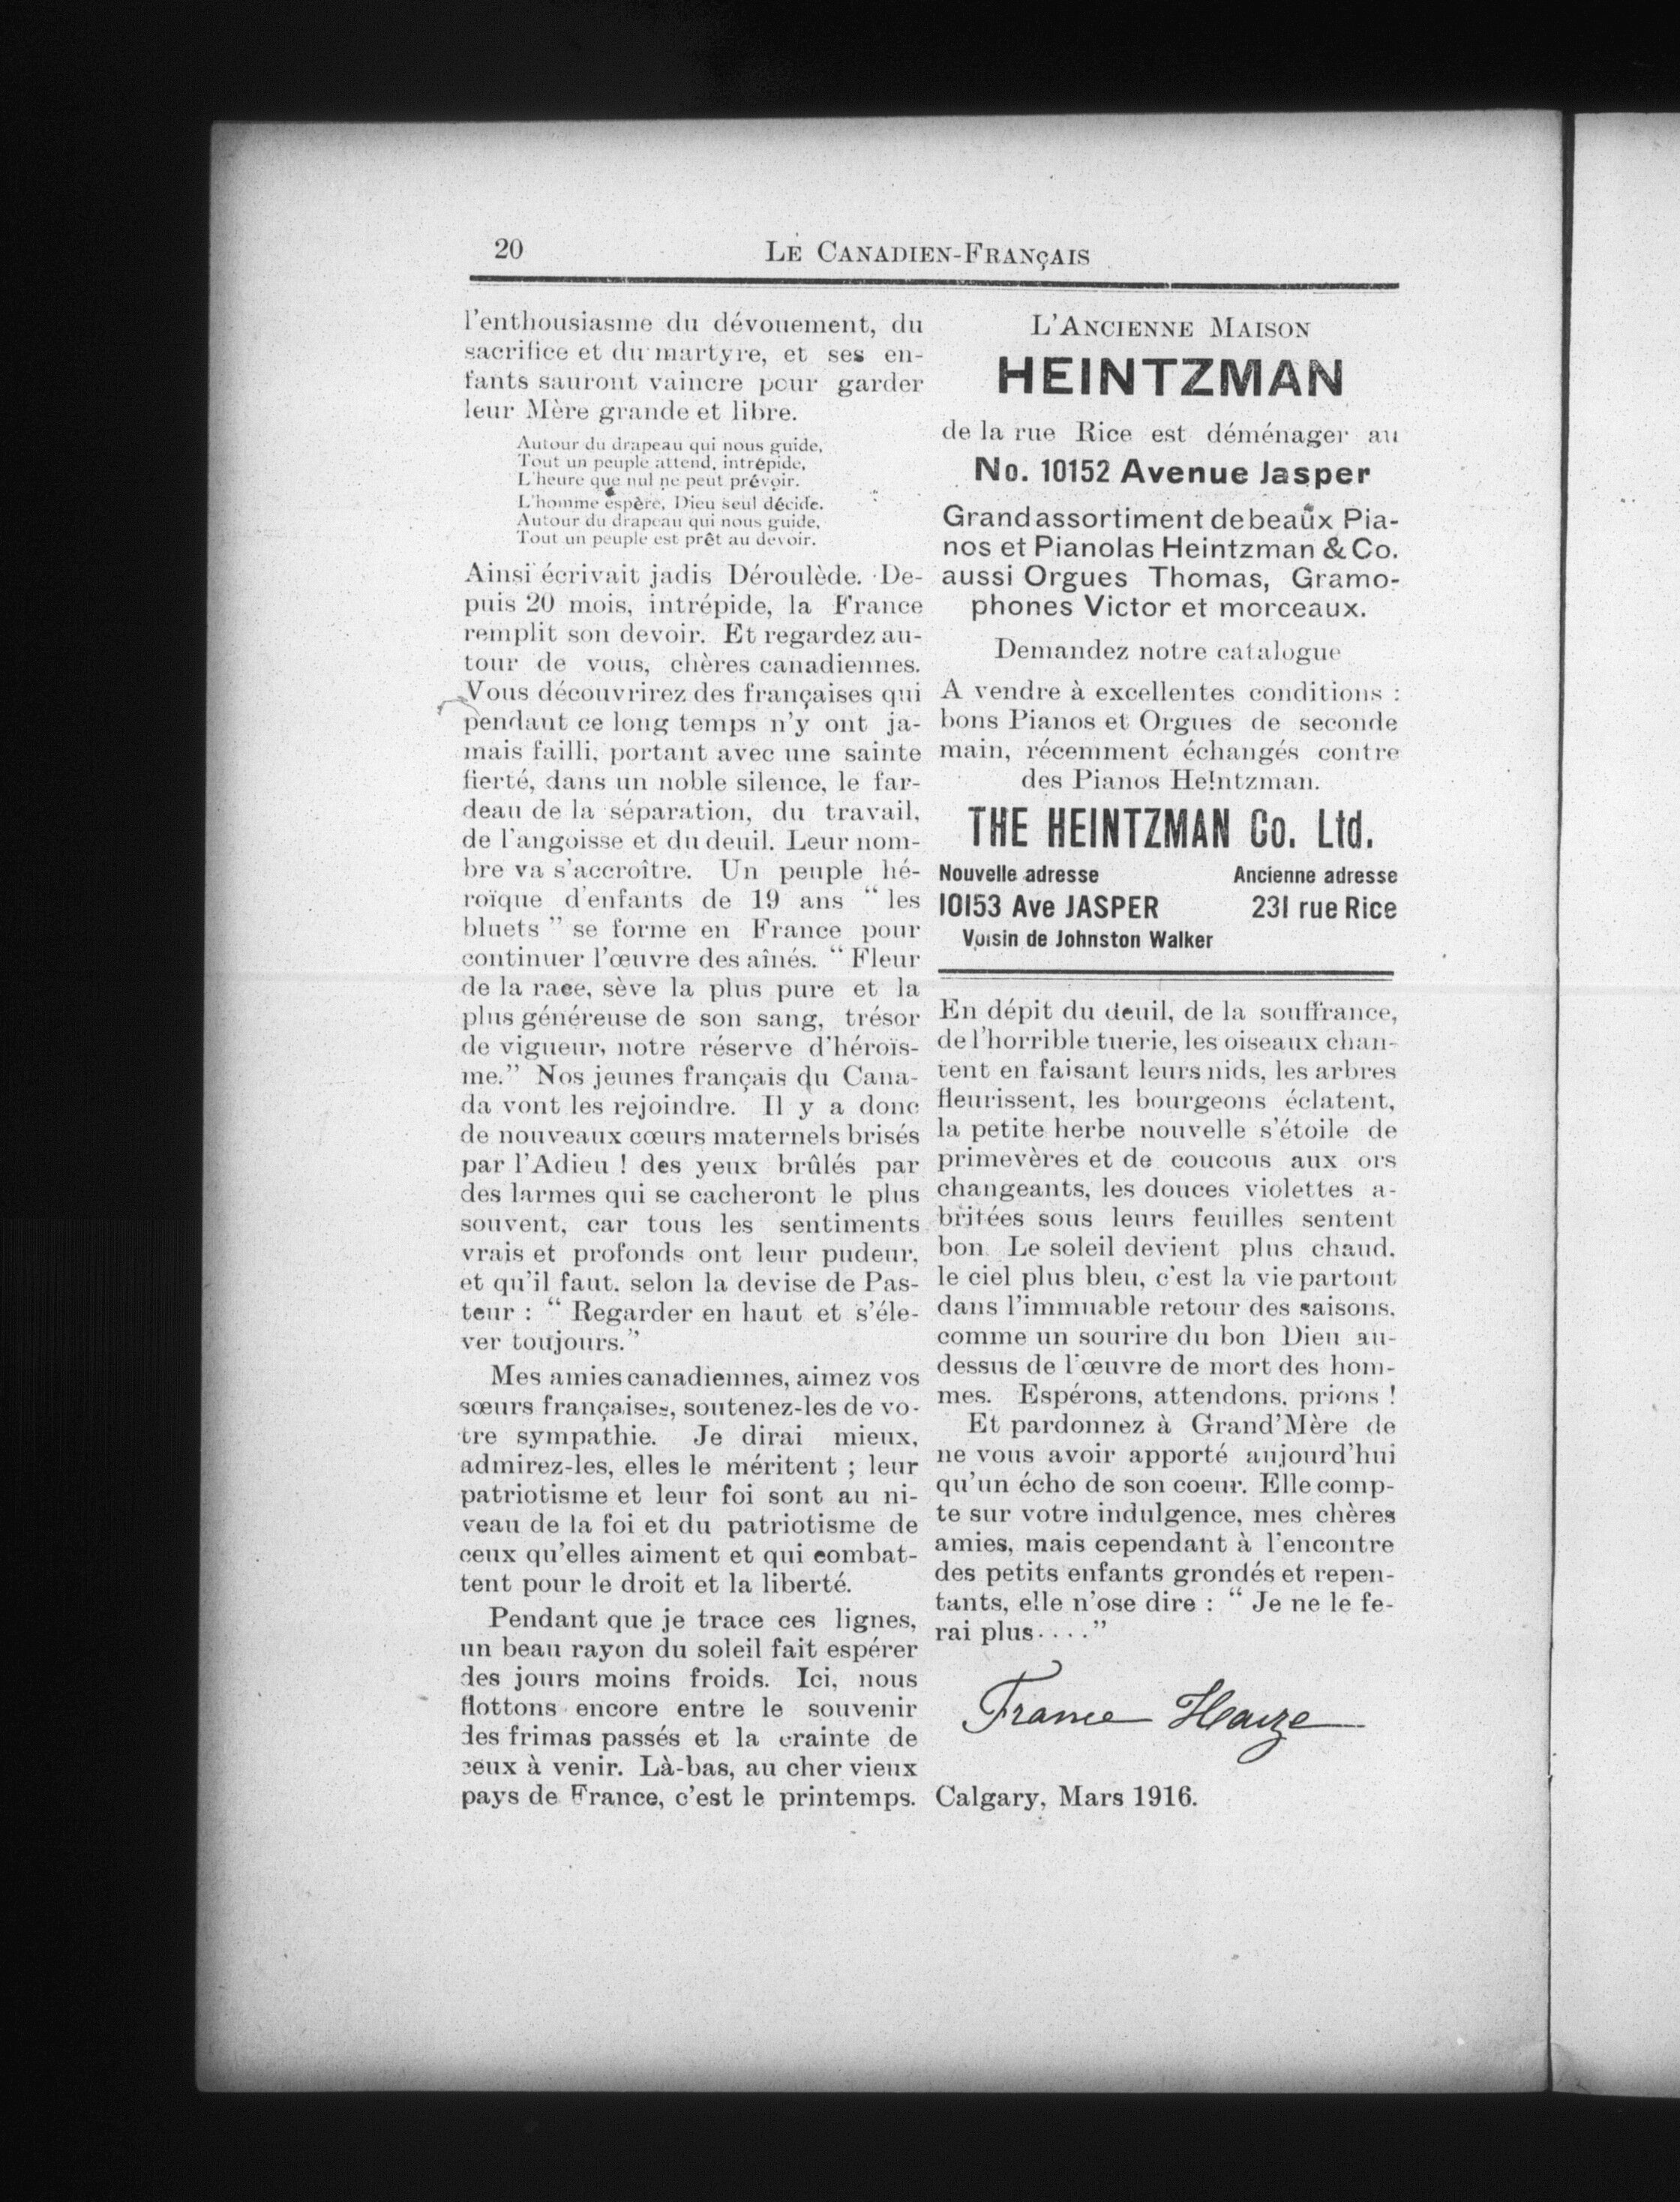 20
LE CANADIEN-FRANÇAIS
l'enthousiasme du dévouement, du
sacrifice et du martyre, et ses en-
fants sauront vaincre pour garder
leur Mère grande et libre.
Autour du drapeau qui nous guide,
Tout un peuple attend, intrépide,
L'heure que nul ne peut prévoir.
L'homme espère, Dieu seul décide.
Autour du drapeau qui nous guide,
Tout un peuple est prêt au devoir.
Ainsi écrivait jadis Déroulède. De-
puis 20 mois, intrépide, la France
remplit son devoir. Et regardez au-
tour de vous, chères canadiennes.
Vous découvrirez des françaises qui
pendant ce long temps n'y ont ja-
mais failli, portant avec une sainte
fierté, dans un noble silence, le far-
deau de la séparation, du travail,
de l'angoisse et du deuil. Leur nom-
bre va s'accroître. Un peuple hé-
roïque d'enfants de 19 ans " les
bluets " se forme en France pour
continuer l'œuvre des aînés. " Fleur
de la race, sève la plus pure et la
plus généreuse de son sang, trésor
de vigueur, notre réserve d'héroïs-
me." Nos jeunes français du Cana-
da vont les rejoindre. Il y a donc
de nouveaux cœurs maternels brisés
par l'Adieu ! des yeux brûlés par
des larmes qui se cacheront le plus
souvent, car tous les sentiments
vrais et profonds ont leur pudeur,
et qu'il faut, selon la devise de Pas-
teur : " Regarder en haut et s'éle-
ver toujours."
Mes amies canadiennes, aimez vos
sœurs françaises, soutenez-les de vo-
tre sympathie. Je dirai mieux,
admirez-les, elles le méritent ; leur
patriotisme et leur foi sont au ni-
veau de la foi et du patriotisme de
ceux qu'elles aiment et qui combat-
tent pour le droit et la liberté.
Pendant que je trace ces lignes,
un beau rayon du soleil fait espérer
des jours moins froids. Ici, nous
flottons encore entre le souvenir
des frimas passés et la crainte de
ceux à venir. Là-bas, au cher vieux
pays de France, c'est le printemps.
L'ANCIENNE MAISON
HEINTZMAN
de la rue Rice est déménager au
No. 10152 Avenue Jasper
Grand assortiment de beaux Pia-
nos et Pianolas Heintzman & Co.
aussi Orgues Thomas, Gramo-
phones Victor et morceaux.
Demandez notre catalogue
A vendre à excellentes conditions :
bons Pianos et Orgues de seconde
main, récemment échangés contre
des Pianos He!ntzman.
THE HEINTZMAN Co. Ltd.
Nouvelle adresse Ancienne adresse
10153 Ave JASPER 231 rue Rice
Voisin de Johnston Walker
En dépit du deuil, de la souffrance,
de l'horrible tuerie, les oiseaux chan-
tent en faisant leurs nids, les arbres
fleurissent, les bourgeons éclatent,
la petite herbe nouvelle s'étoile de
primevères et de coucous aux ors
changeants, les douces violettes a-
britées sous leurs feuilles sentent
bon. Le soleil devient plus chaud,
le ciel plus bleu, c'est la vie partout
dans l'immuable retour des saisons,
comme un sourire du bon Dieu au-
dessus de l'œuvre de mort des hom-
mes. Espérons, attendons, prions !
Et pardonnez à Grand'Mère de
ne vous avoir apporté aujourd'hui
qu'un écho de son coeur. Elle comp-
te sur votre indulgence, mes chères
amies, mais cependant à l'encontre
des petits enfants grondés et repen-
tants, elle n'ose dire : " Je ne le fe-
rai plus...."
France
Calgary, Mars 1916.